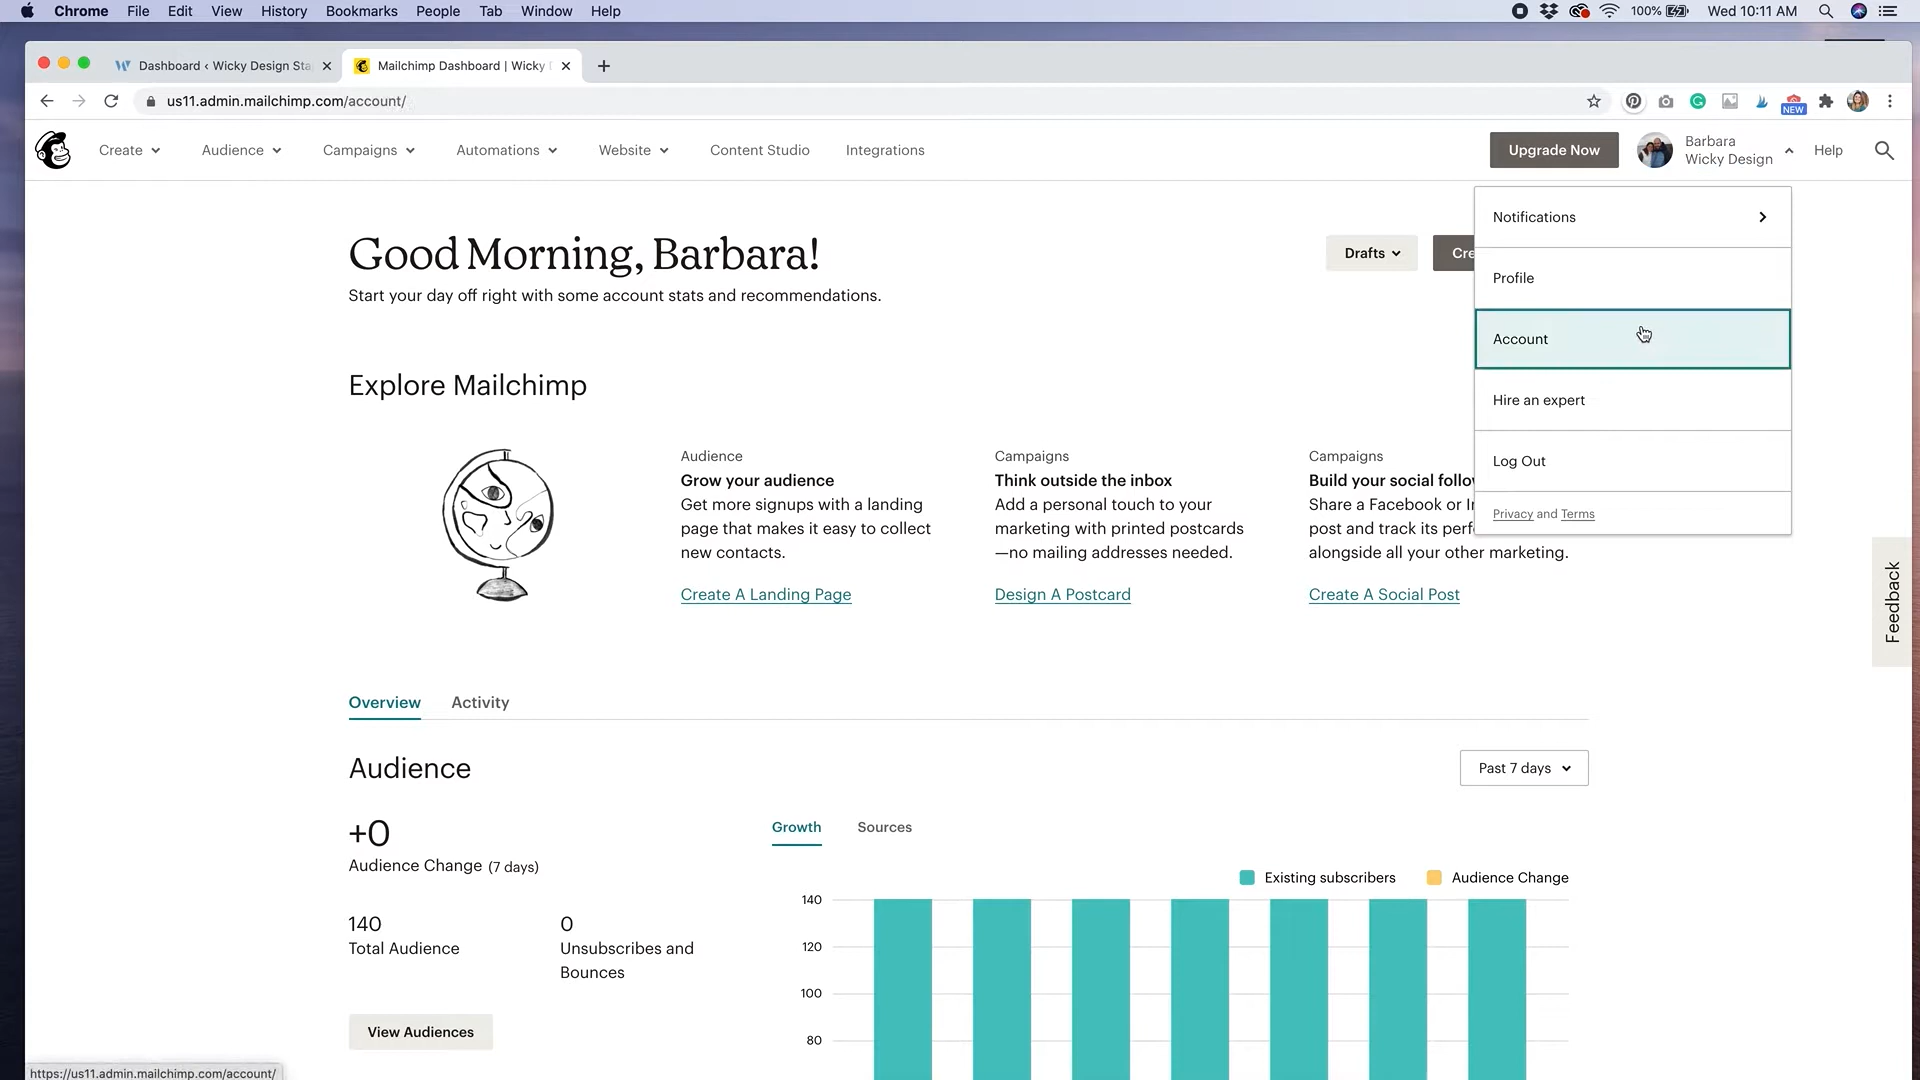 Chrome File Edit View History Bookmarks People Tab Window Help
100% Wed 10:11 AM
Dashboard ‹ Wicky Design Sta
Mailchimp Dashboard | Wicky D
us11.admin.mailchimp.com/account/
NEW
Create Audience Campaigns Automations Website Content Studio Integrations
Upgrade Now
Barbara
Wicky Design
Help
Notifications
Profile
Account
Hire an expert
Log Out
Privacy and Terms
Good Morning, Barbara!
Start your day off right with some account stats and recommendations.
Drafts
Cre
Explore Mailchimp
Audience
Grow your audience
Get more signups with a landing
page that makes it easy to collect
new contacts.
Create A Landing Page
Campaigns
Think outside the inbox
Add a personal touch to your
marketing with printed postcards
—no mailing addresses needed.
Design A Postcard
Campaigns
Build your social follo
Share a Facebook or I
post and track its perf
alongside all your other marketing.
Create A Social Post
Feedback
Overview Activity
Audience
Past 7 days
+0
Audience Change (7 days)
140
Total Audience
0
Unsubscribes and
Bounces
View Audiences
Growth Sources
Existing subscribers Audience Change
140
120
100
80
https://us11.admin.mailchimp.com/account/